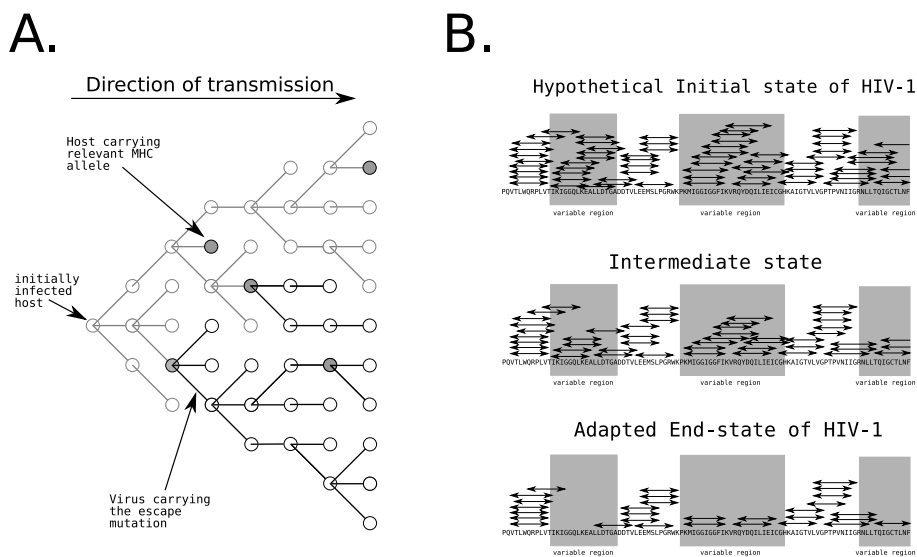 A.
Direction of transmission
Host carrying
relevant MHC
allele
initially
infected
host
Virus carrying
the escape
mutation
B.
Hypothetical Initial state of HIV-1
PQVTLWQRPLVTIKIGGQLKEALLDTGADDTVLEEMSLPGRWKPKMIGGIGGFIKVRQYDQILIEICGHKAIGTVLVGPTPVNIIGRNLLTQIGCTLNF
variable region
variable region
variable region
Intermediate state
PQVTLWQRPLVTIKIGGQLKEALLDTGADDTVLEEMSLPGRWKPKMIGGIGGFIKVRQYDQILIEICGHKAIGTVLVGPTPVNIIGRNLLTQIGCTLNF
variable region
variable region
variable region
Adapted End-state of HIV-1
PQVTLWQRPLVTIKIGGQLKEALLDTGADDTVLEEMSLPGRWKPKMIGGIGGFIKVRQYDQILIEICGHKAIGTVLVGPTPVNIIGRNLLTQIGCTLNF
variable region
variable region
variable region